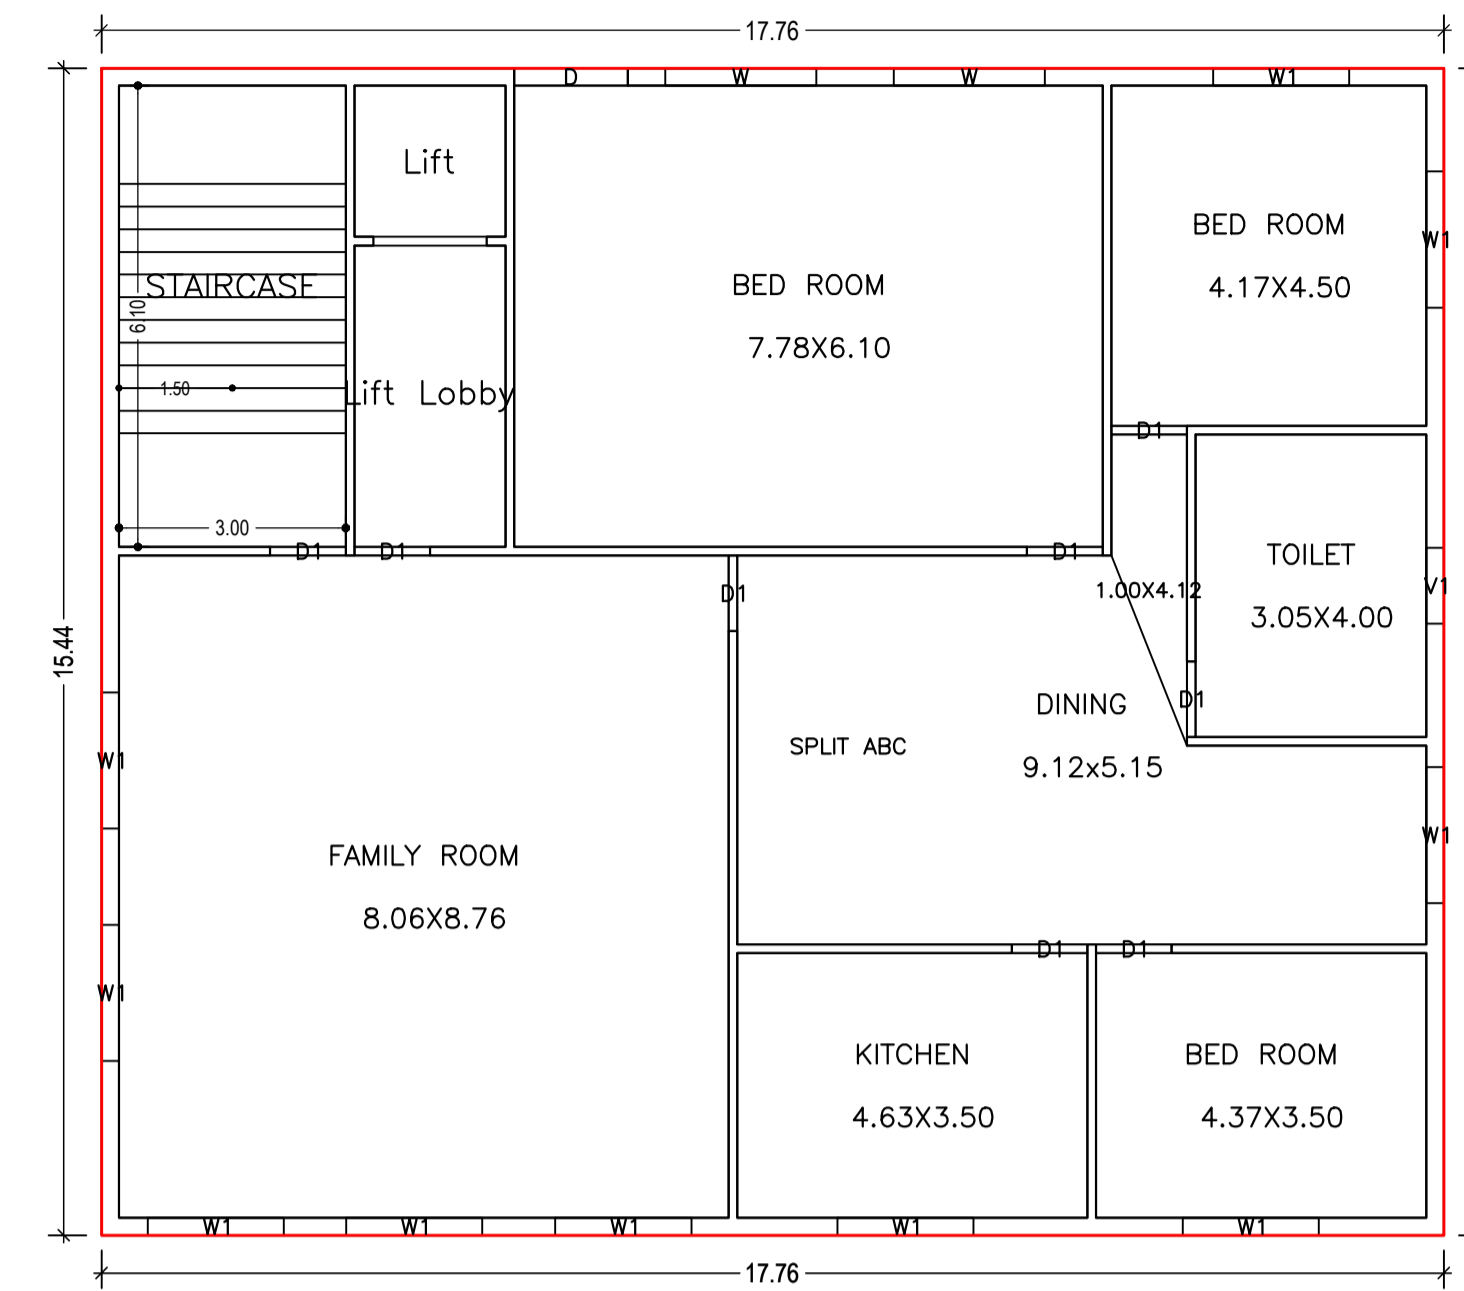 17.76
D
W
W
W1
Lift
BED ROOM
4.17X4.50
W1
STAIRCASE
6.10
BED ROOM
7.78X6.10
1.50
Lift Lobby
D1
3.00
D1
D1
D1
TOILET
3.05X4.00
V1
D1
1.00X4.12
15.44
D1
DINING
9.12x5.15
SPLIT ABC
W1
W1
FAMILY ROOM
8.06X8.76
D1
D1
W1
KITCHEN
4.63X3.50
BED ROOM
4.37X3.50
W1
W1
W1
W1
W1
17.76